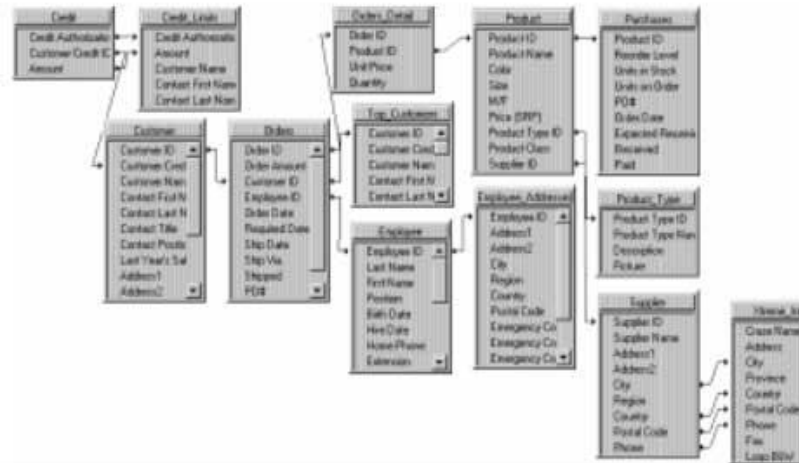 Credit
Credit Authorizatio
Customer Credit IC
Amount
Credit_Limits
Credit Authorizatio
Amount
Customer Name
Contact First Nam
Contact Last Nam
Orders_Detail
Order ID
Product ID
Unit Price
Quantity
Product
Product ID
Product Name
Color
Size
M/F
Price (SRP)
Product Type ID
Product Class
Supplier ID
Purchases
Product ID
Reorder Level
Units in Stock
Units on Order
PO#
Order Date
Expected Receivin
Received
Paid
Customer
Customer ID
Customer Cred
Customer Nam
Contact First N
Contact Last N
Contact Title
Contact Positio
Last Year's Sal
Address1
Address2
Orders
Order ID
Order Amount
Customer ID
Employee ID
Order Date
Required Date
Ship Date
Ship Via
Shipped
PO#
Top_Customers
Customer ID
Customer Cred
Customer Nam
Contact First N
Contact Last N
Employee
Employee ID
Last Name
First Name
Position
Birth Date
Hire Date
Home Phone
Extension
Employee_Addresses
Employee ID
Address1
Address2
City
Region
Country
Postal Code
Emergency Co
Emergency Co
Emergency Co
Product_Type
Product Type ID
Product Type Nam
Description
Picture
Supplier
Supplier ID
Supplier Name
Address1
Address2
City
Region
Country
Postal Code
Phone
Address
City
Province
Country
Postal Code
Phone
Fax
Logo B&W